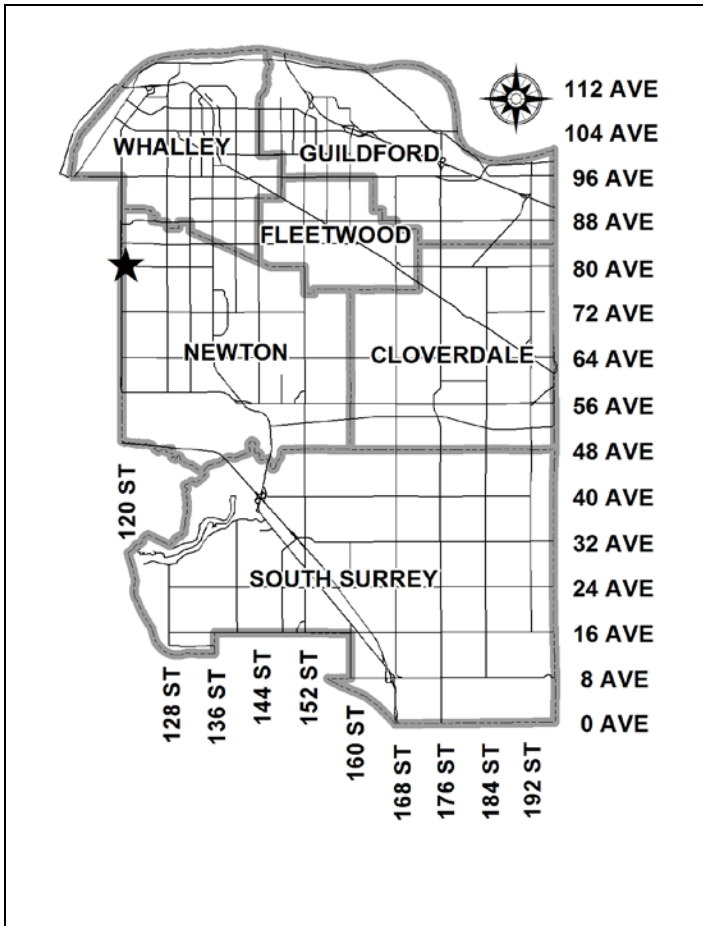 112 AVE
104 AVE
WHALLEY
GUILDFORD
96 AVE
88 AVE
FLEETWOOD
80 AVE
72 AVE
NEWTON
CLOVERDALE
64 AVE
56 AVE
48 AVE
120 ST
40 AVE
32 AVE
SOUTH SURREY
24 AVE
16 AVE
8 AVE
0 AVE
128 ST
136 ST
144 ST
152 ST
160 ST
168 ST
176 ST
184 ST
192 ST